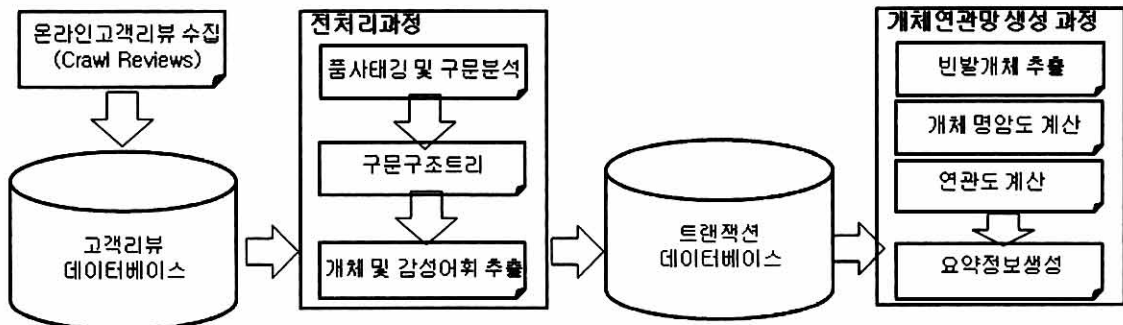 온라인고객리뷰 수집
(Crawl Reviews)
고객리뷰
데이터베이스
전처리과정
품사태깅 및 구문분석
구문구조트리
개체 및 감성어휘 추출
트랜잭션
데이터베이스
개체연관망 생성 과정
빈발개체 추출
개체 명암도 계산
연관도 계산
요약정보생성